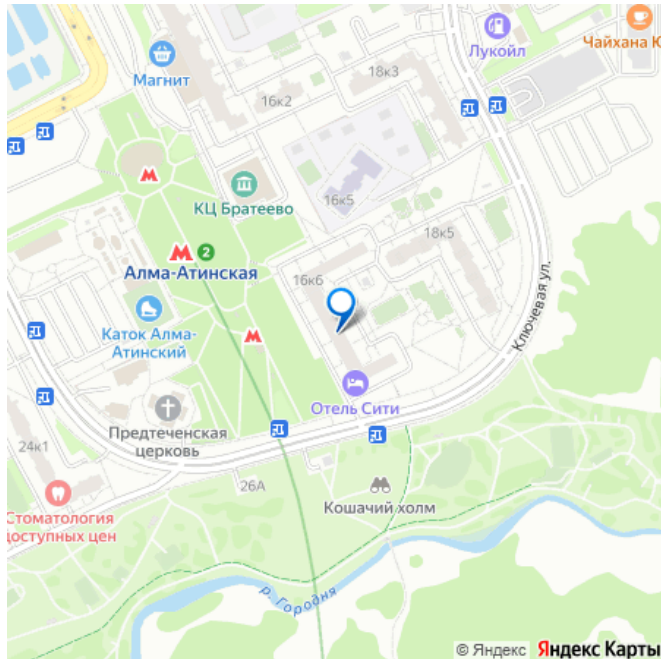 Лукойл
Чайхана Ю
Магнит
18к3
16к2
КЦ Братеево
16к5
18к5
2
Алма-Атинская
16к6
Ключевая ул.
Каток Алма-
Атинский
Отель Сити
Предтеченская
церковь
24к1
26А
Кошачий холм
Стоматология
доступных цен
р. Городня
© Яндекс Яндекс Карты